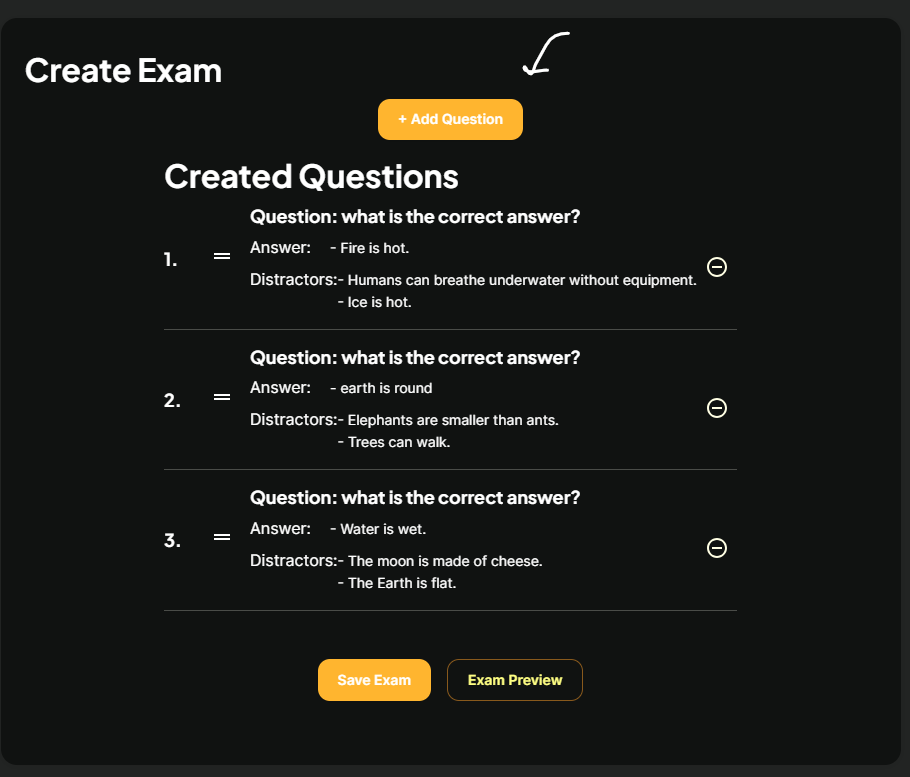 Create Exam
+ Add Question
Created Questions
Question: what is the correct answer?
1.
Answer: - Fire is hot.
Distractors:- Humans can breathe underwater without equipment.
- Ice is hot.
Question: what is the correct answer?
2.
Answer: - earth is round
Distractors:- Elephants are smaller than ants.
- Trees can walk.
Question: what is the correct answer?
3.
Answer: - Water is wet.
Distractors:- The moon is made of cheese.
- The Earth is flat.
Save Exam Exam Preview